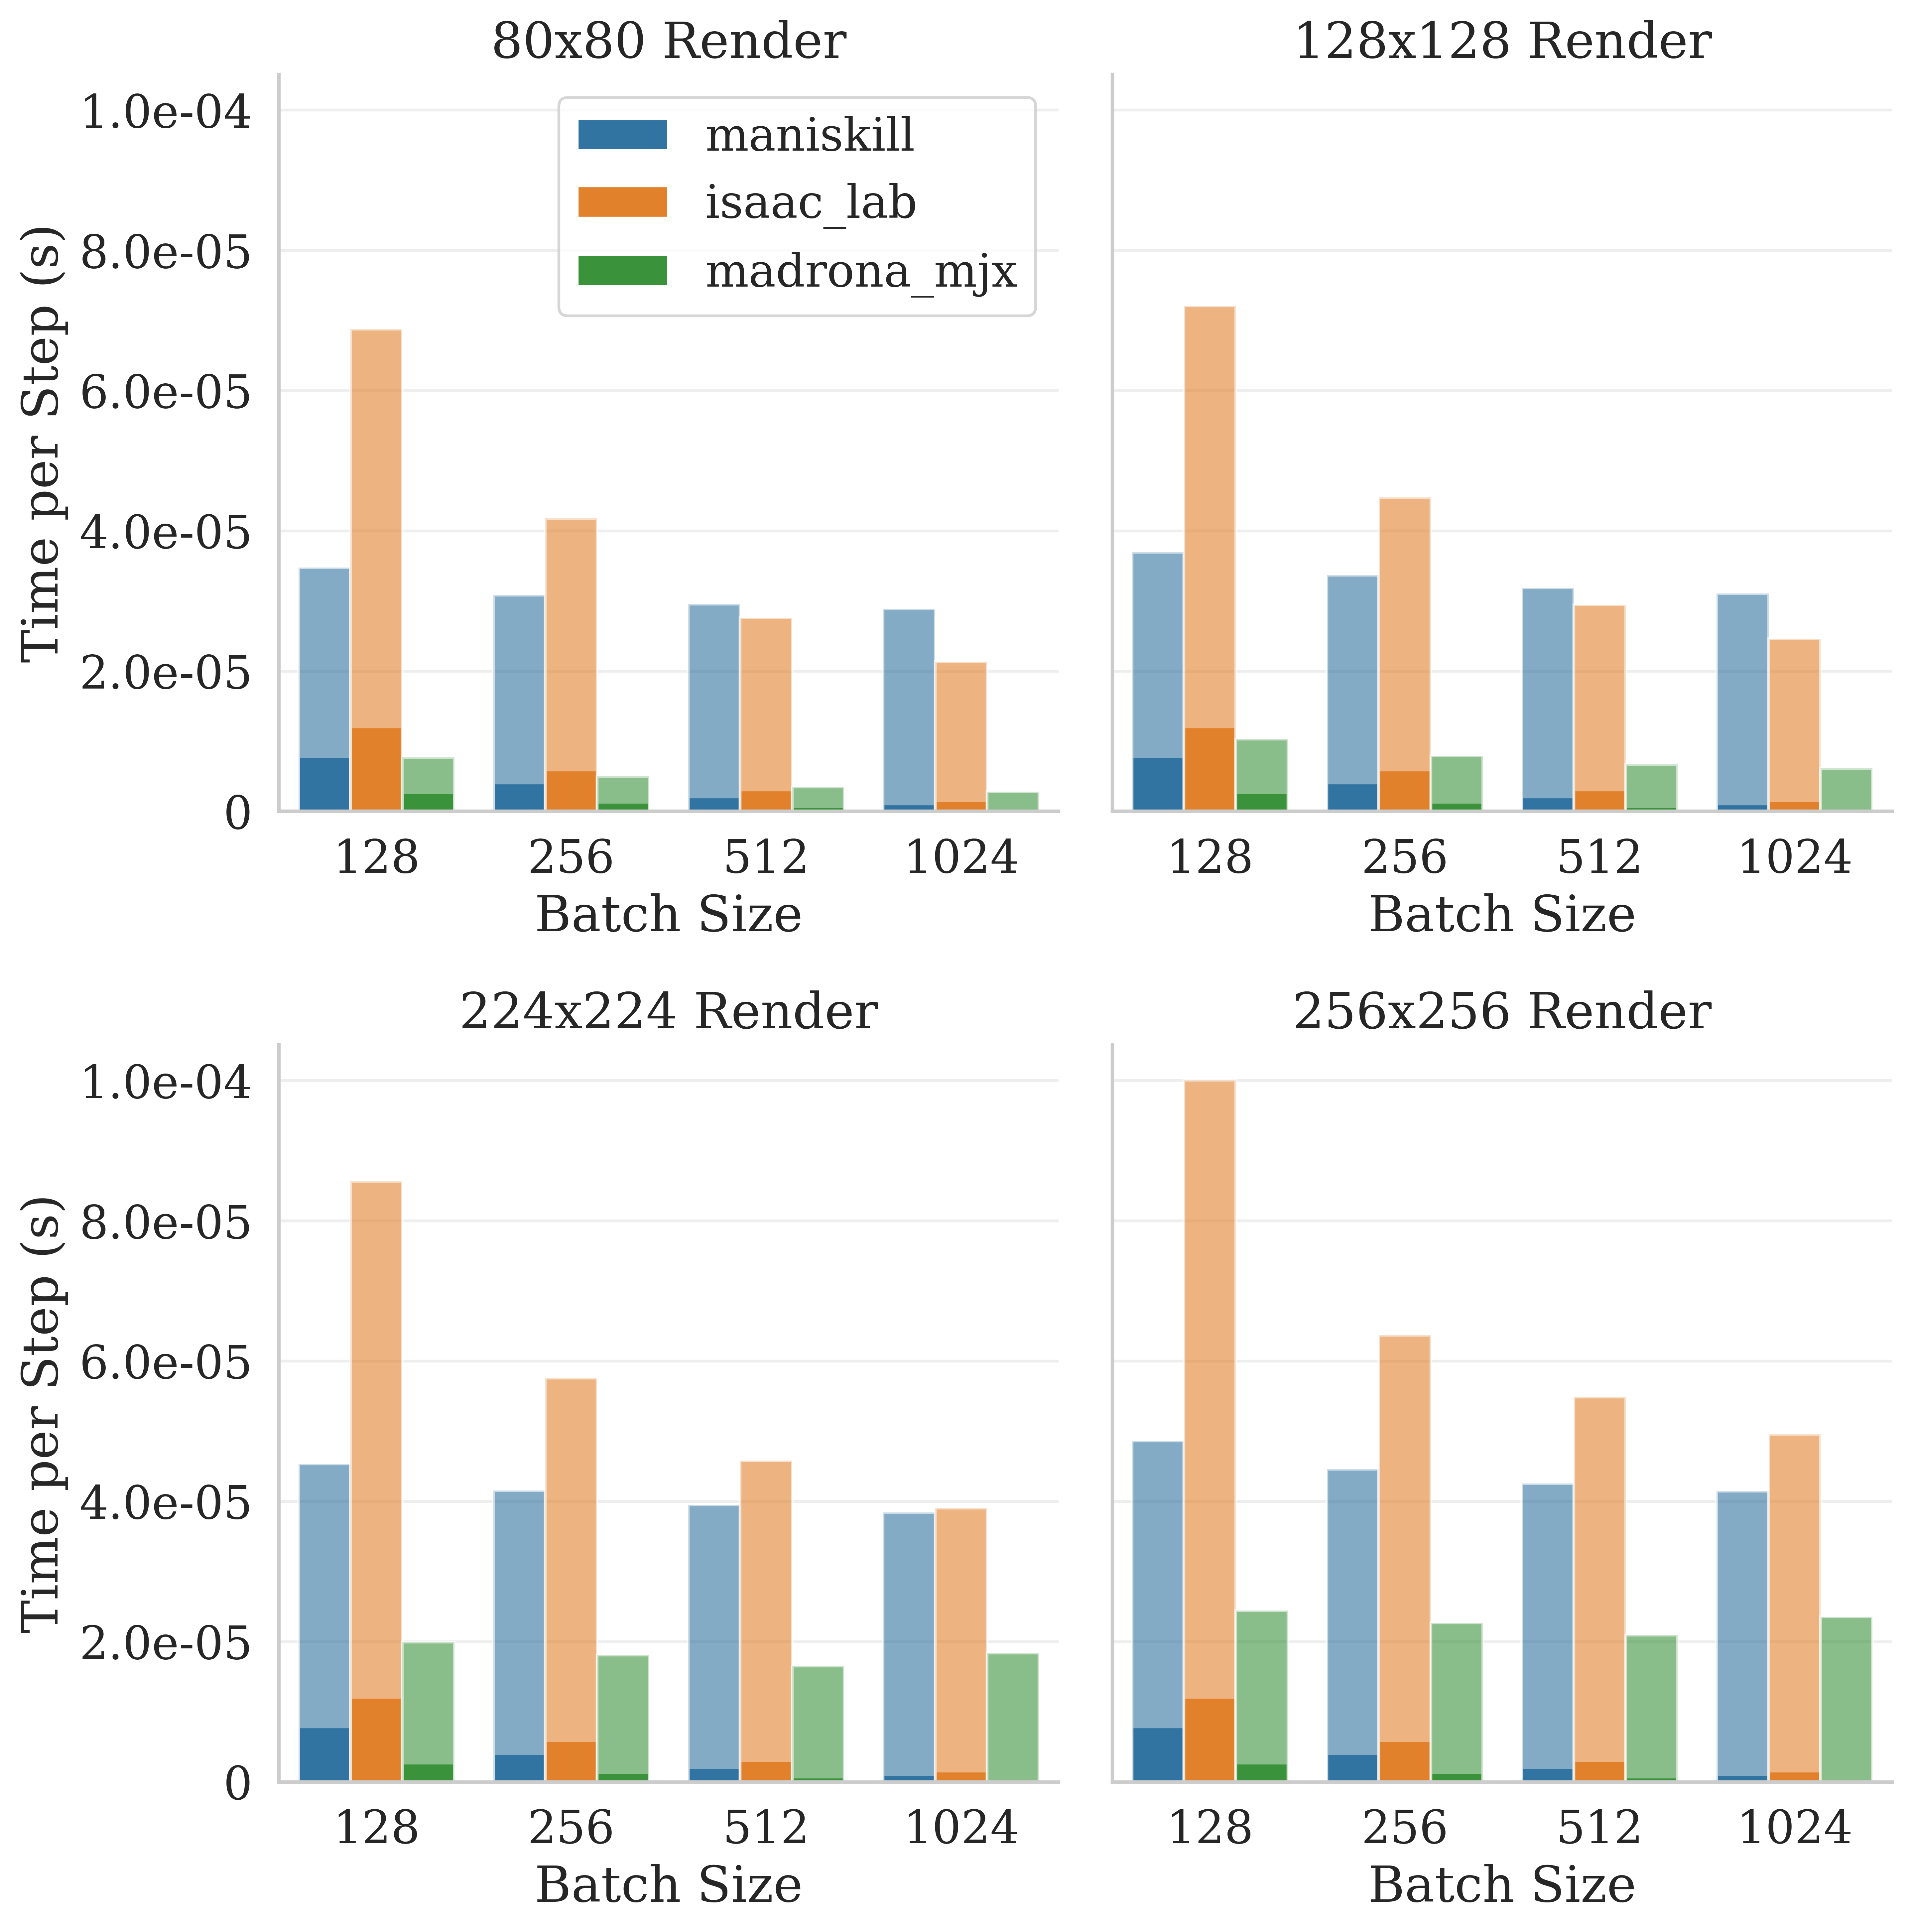 80x80 Render
128x128 Render
Time per Step (s)
1.0e-04
8.0e-05
6.0e-05
4.0e-05
2.0e-05
0
maniskill
isaac_lab
madrona_mjx
128 256 512 1024
Batch Size
128 256 512 1024
Batch Size
224x224 Render
256x256 Render
Time per Step (s)
1.0e-04
8.0e-05
6.0e-05
4.0e-05
2.0e-05
0
128 256 512 1024
Batch Size
128 256 512 1024
Batch Size